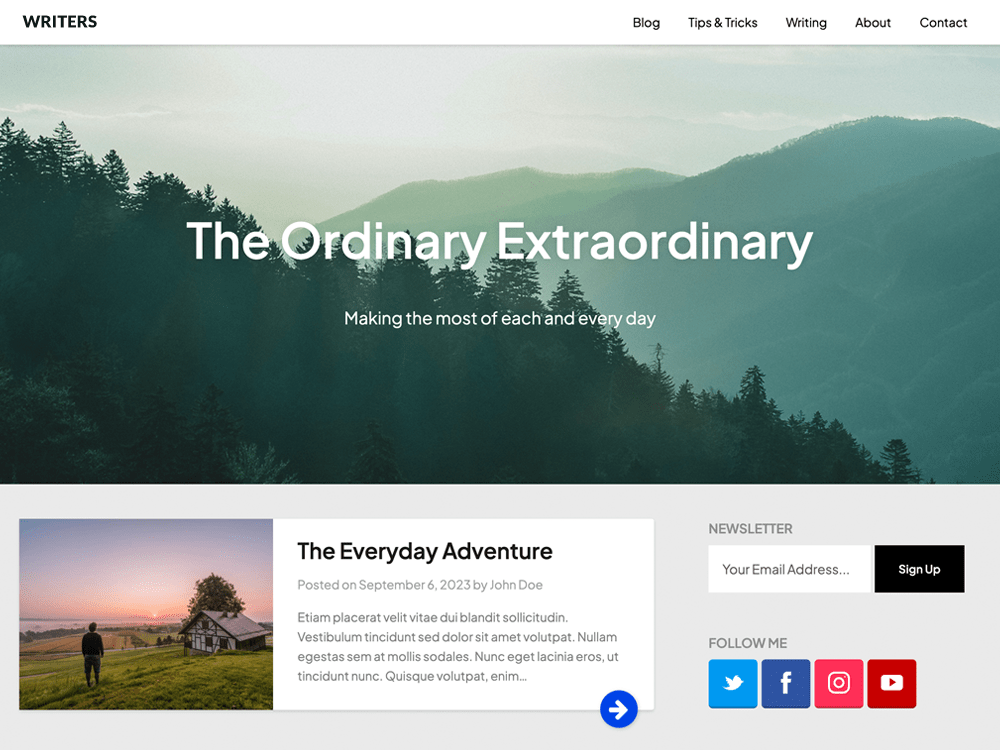 WRITERS
Blog
Tips & Tricks
Writing
About
Contact
The Ordinary Extraordinary
Making the most of each and every day
The Everyday Adventure
Posted on September 6, 2023 by John Doe
Etiam placerat velit vitae dui blandit sollicitudin.
Vestibulum tincidunt sed dolor sit amet volutpat. Nullam
egestas sem at mollis sodales. Nunc eget lacinia eros, ut
tincidunt nunc. Quisque volutpat, enim...
NEWSLETTER
Your Email Address...
Sign Up
FOLLOW ME